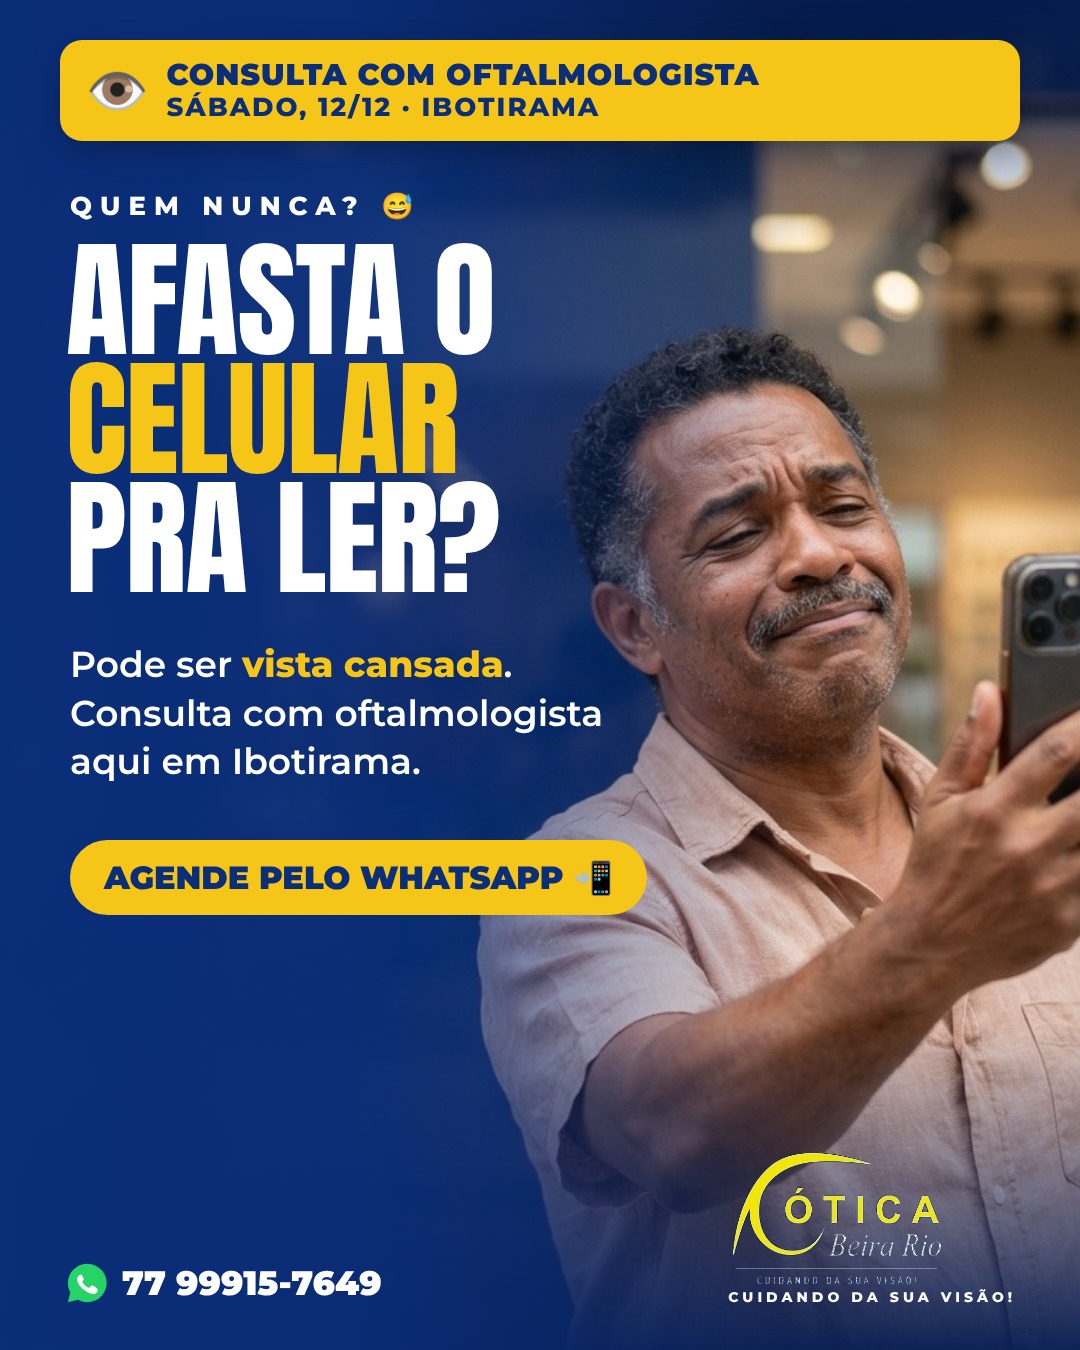 CONSULTA COM OFTALMOLOGISTA
SÁBADO, 12/12 · IBOTIRAMA
QUEM NUNCA? 😅
AFASTA O
CELULAR
PRA LER?
Pode ser vista cansada.
Consulta com oftalmologista
aqui em Ibotirama.
AGENDE PELO WHATSAPP 📲
77 99915-7649
ÓTICA
Beira Rio
CUIDANDO DA SUA VISÃO!
CUIDANDO DA SUA VISÃO!